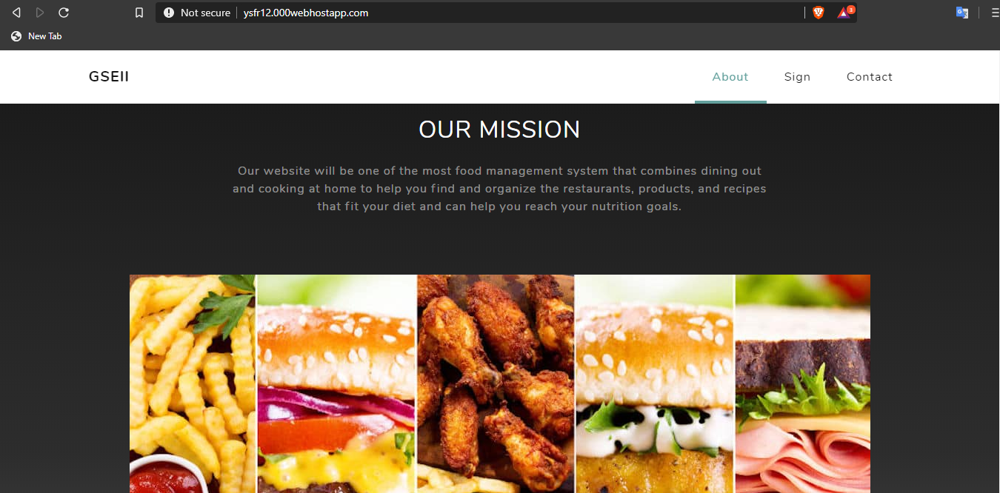 Not secure
ysfr12.000webhostapp.com
3
New Tab
GSEII
About
Sign
Contact
OUR MISSION
Our website will be one of the most food management system that combines dining out
and cooking at home to help you find and organize the restaurants, products, and recipes
that fit your diet and can help you reach your nutrition goals.